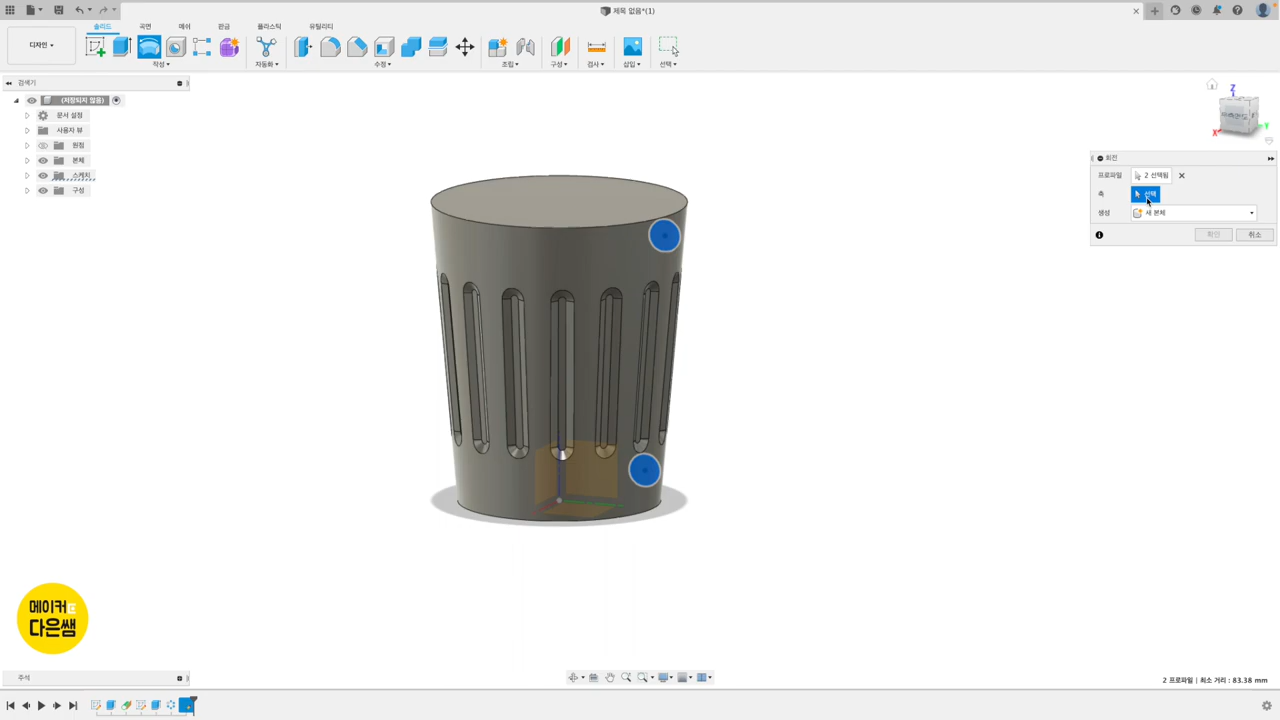 제목 없음*(1)
솔리드 곡면 메쉬 판금 플라스틱 유틸리티
디자인
작성 자동화 수정 조립 구성 검사 삽입 선택
검색기
(저장되지 않음)
문서 설정
사용자 뷰
원점
본체
스케치
구성
Z
X
Y
회전
프로파일 2 선택됨
축 선택
생성 새 본체
확인 취소
메이커
다은쌤
주석
2 프로파일 | 최소 거리 : 83.38 mm